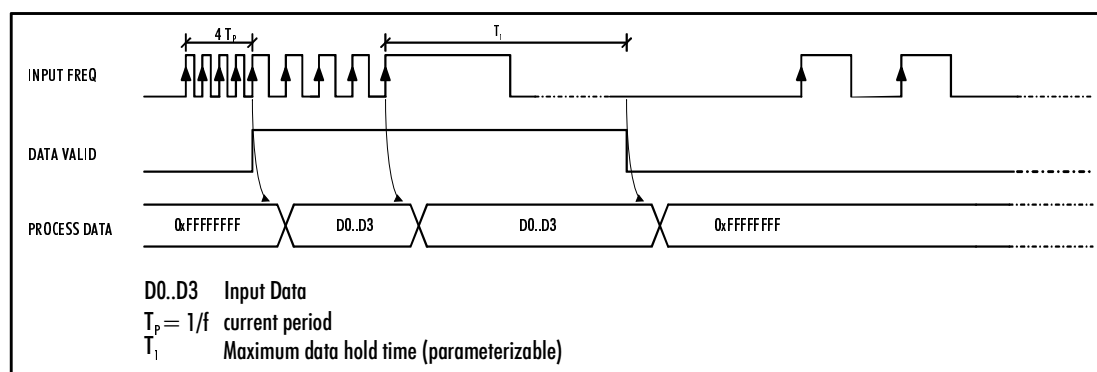 4 Tₚ
T₁
INPUT FREQ
DATA VALID
PROCESS DATA
0xFFFFFFFF
D0..D3
D0..D3
0xFFFFFFFF
D0..D3 Input Data
Tₚ = 1/f current period
T₁ Maximum data hold time (parameterizable)